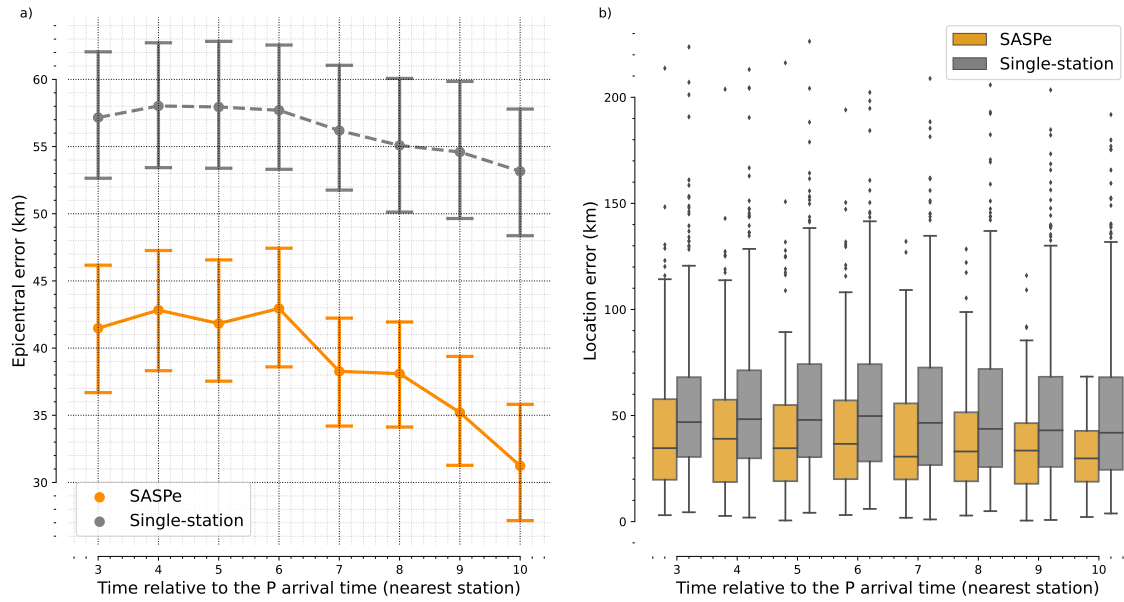 a)
60
55
50
45
40
35
30
Epicentral error (km)
SASPe
Single-station
3 4 5 6 7 8 9 10
Time relative to the P arrival time (nearest station)
b)
SASPe
Single-station
200
150
100
50
0
Location error (km)
3 4 5 6 7 8 9 10
Time relative to the P arrival time (nearest station)